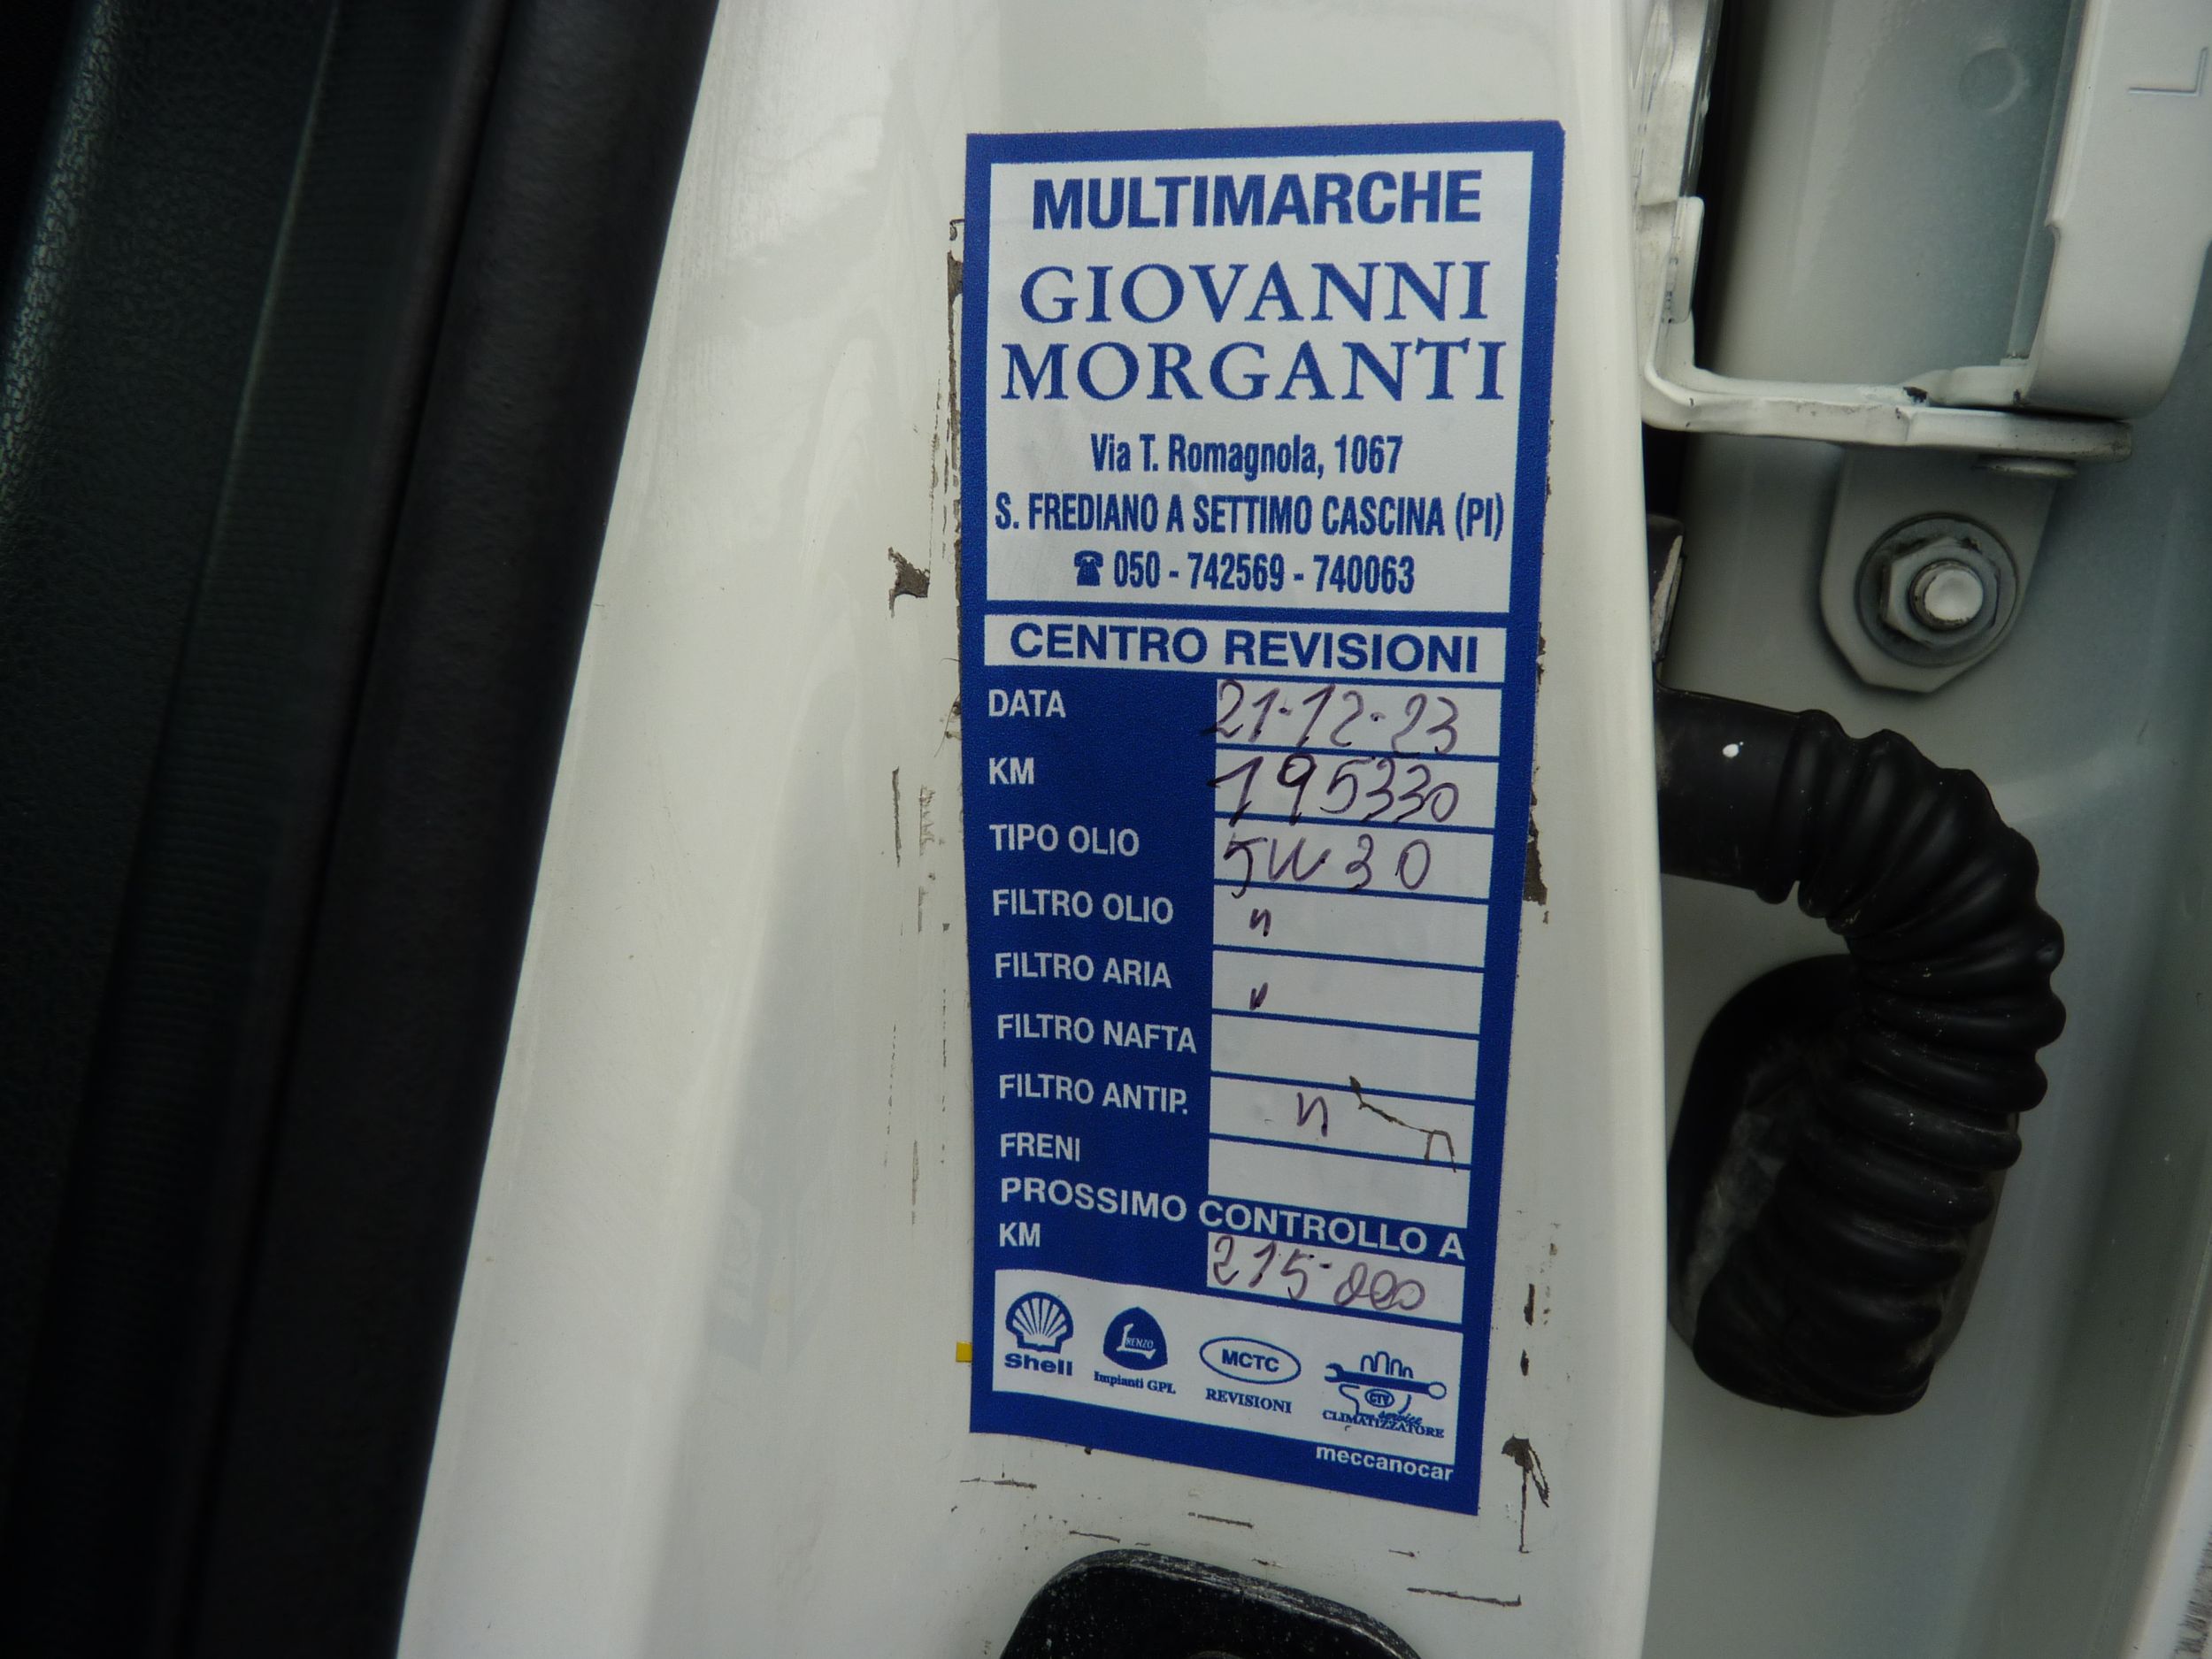 MULTIMARCHE
GIOVANNI
MORGANTI
Via T. Romagnola, 1067
S. FREDIANO A SETTIMO CASCINA (PI)
☎ 050 - 742569 - 740063
CENTRO REVISIONI
DATA 21-12-23
KM 195330
TIPO OLIO 5W30
FILTRO OLIO "
FILTRO ARIA "
FILTRO NAFTA
FILTRO ANTIP. "
FRENI
PROSSIMO CONTROLLO A
KM 215-000
Shell
LORENZO
Impianti GPL
MCTC
REVISIONI
service
CLIMATIZZATORE
meccanocar
L